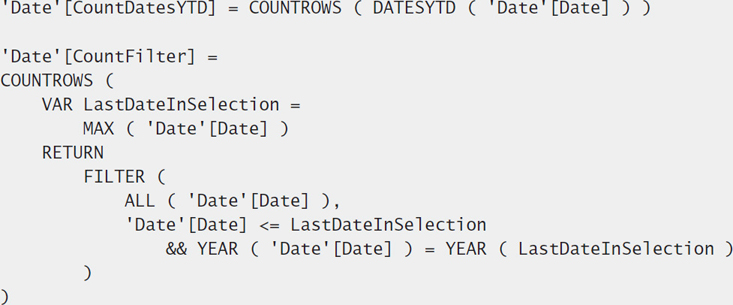 'Date'[CountDatesYTD] = COUNTROWS ( DATESYTD ( 'Date'[Date] ) )
'Date'[CountFilter] =
COUNTROWS (
    VAR LastDateInSelection =
        MAX ( 'Date'[Date] )
    RETURN
        FILTER (
            ALL ( 'Date'[Date] ),
            'Date'[Date] <= LastDateInSelection
                && YEAR ( 'Date'[Date] ) = YEAR ( LastDateInSelection )
        )
)